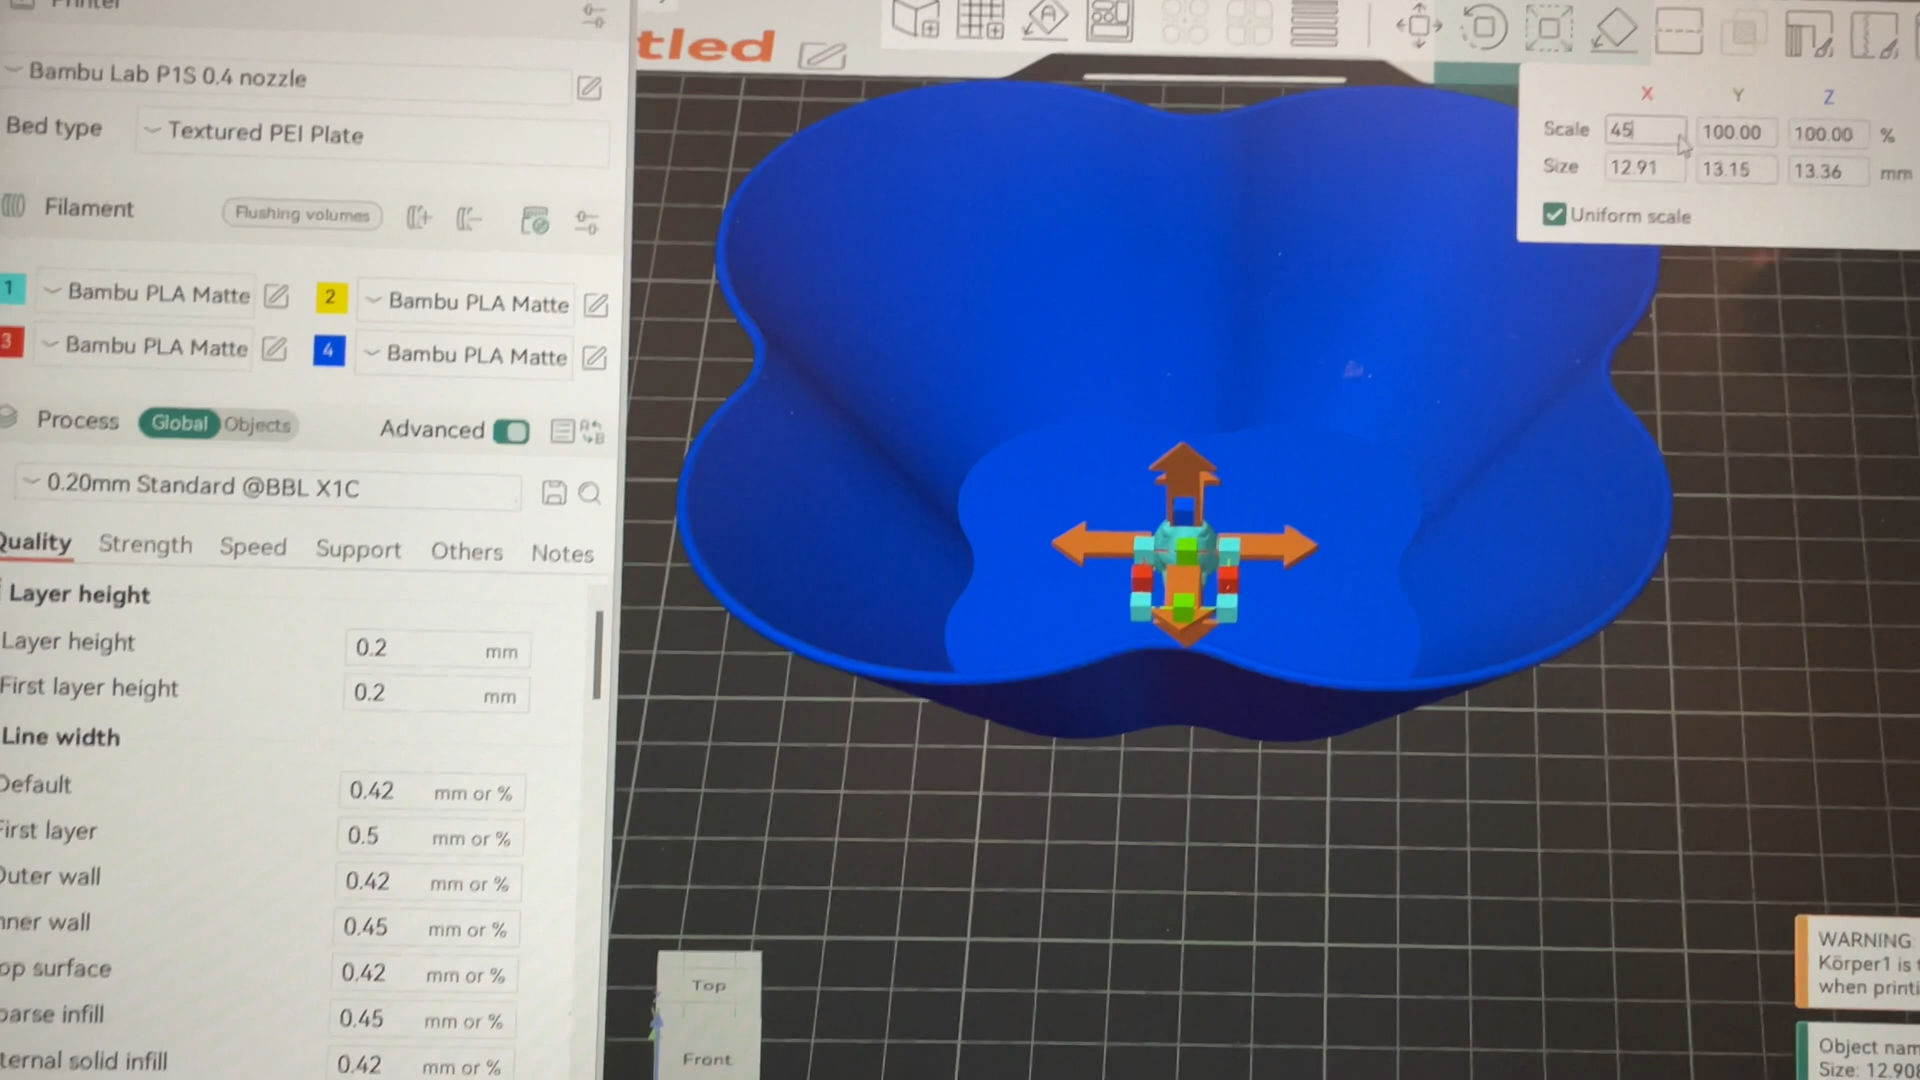 tled
Bambu Lab P1S 0.4 nozzle
Bed type
Textured PEI Plate
Filament
Flushing volumes
1
Bambu PLA Matte
2
Bambu PLA Matte
3
Bambu PLA Matte
4
Bambu PLA Matte
Process
Global
Objects
Advanced
0.20mm Standard @BBL X1C
Quality
Strength
Speed
Support
Others
Notes
Layer height
Layer height
0.2
mm
First layer height
0.2
mm
Line width
Default
0.42
mm or %
First layer
0.5
mm or %
Outer wall
0.42
mm or %
nner wall
0.45
mm or %
op surface
0.42
mm or %
parse infill
0.45
mm or %
ternal solid infill
0.42
mm or %
X
Y
Z
Scale
45
100.00
100.00
%
Size
12.91
13.15
13.36
mm
Uniform scale
Top
Front
WARNING:
Körper1 is t
when printi
Object nam
Size: 12.908